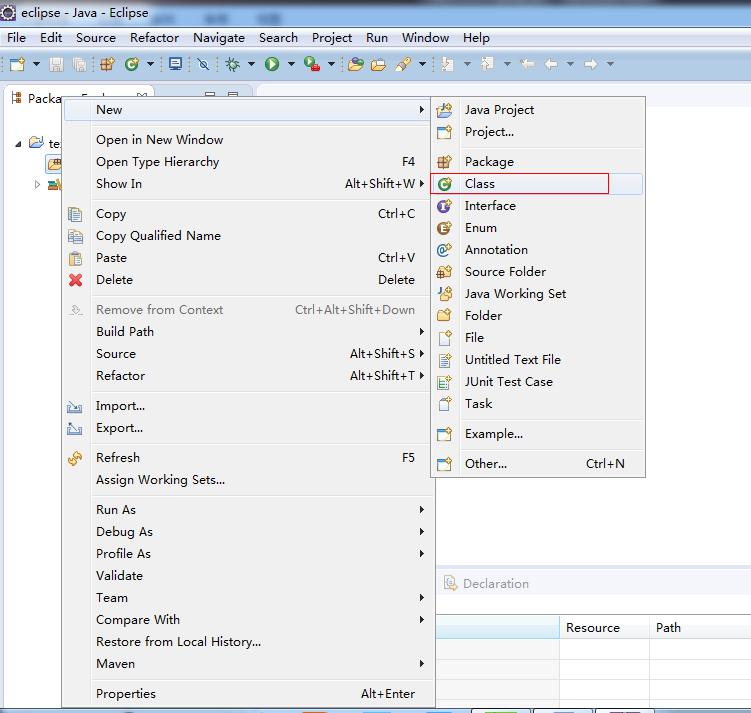 eclipse - Java - Eclipse
File Edit Source Refactor Navigate Search Project Run Window Help
New
Open in New Window
Open Type Hierarchy F4
Show In Alt+Shift+W
Copy Ctrl+C
Copy Qualified Name
Paste Ctrl+V
Delete Delete
Remove from Context Ctrl+Alt+Shift+Down
Build Path
Source Alt+Shift+S
Refactor Alt+Shift+T
Import...
Export...
Refresh F5
Assign Working Sets...
Run As
Debug As
Profile As
Validate
Team
Compare With
Restore from Local History...
Maven
Properties Alt+Enter
Java Project
Project...
Package
Class
Interface
Enum
Annotation
Source Folder
Java Working Set
Folder
File
Untitled Text File
JUnit Test Case
Task
Example...
Other... Ctrl+N
Declaration
Resource Path